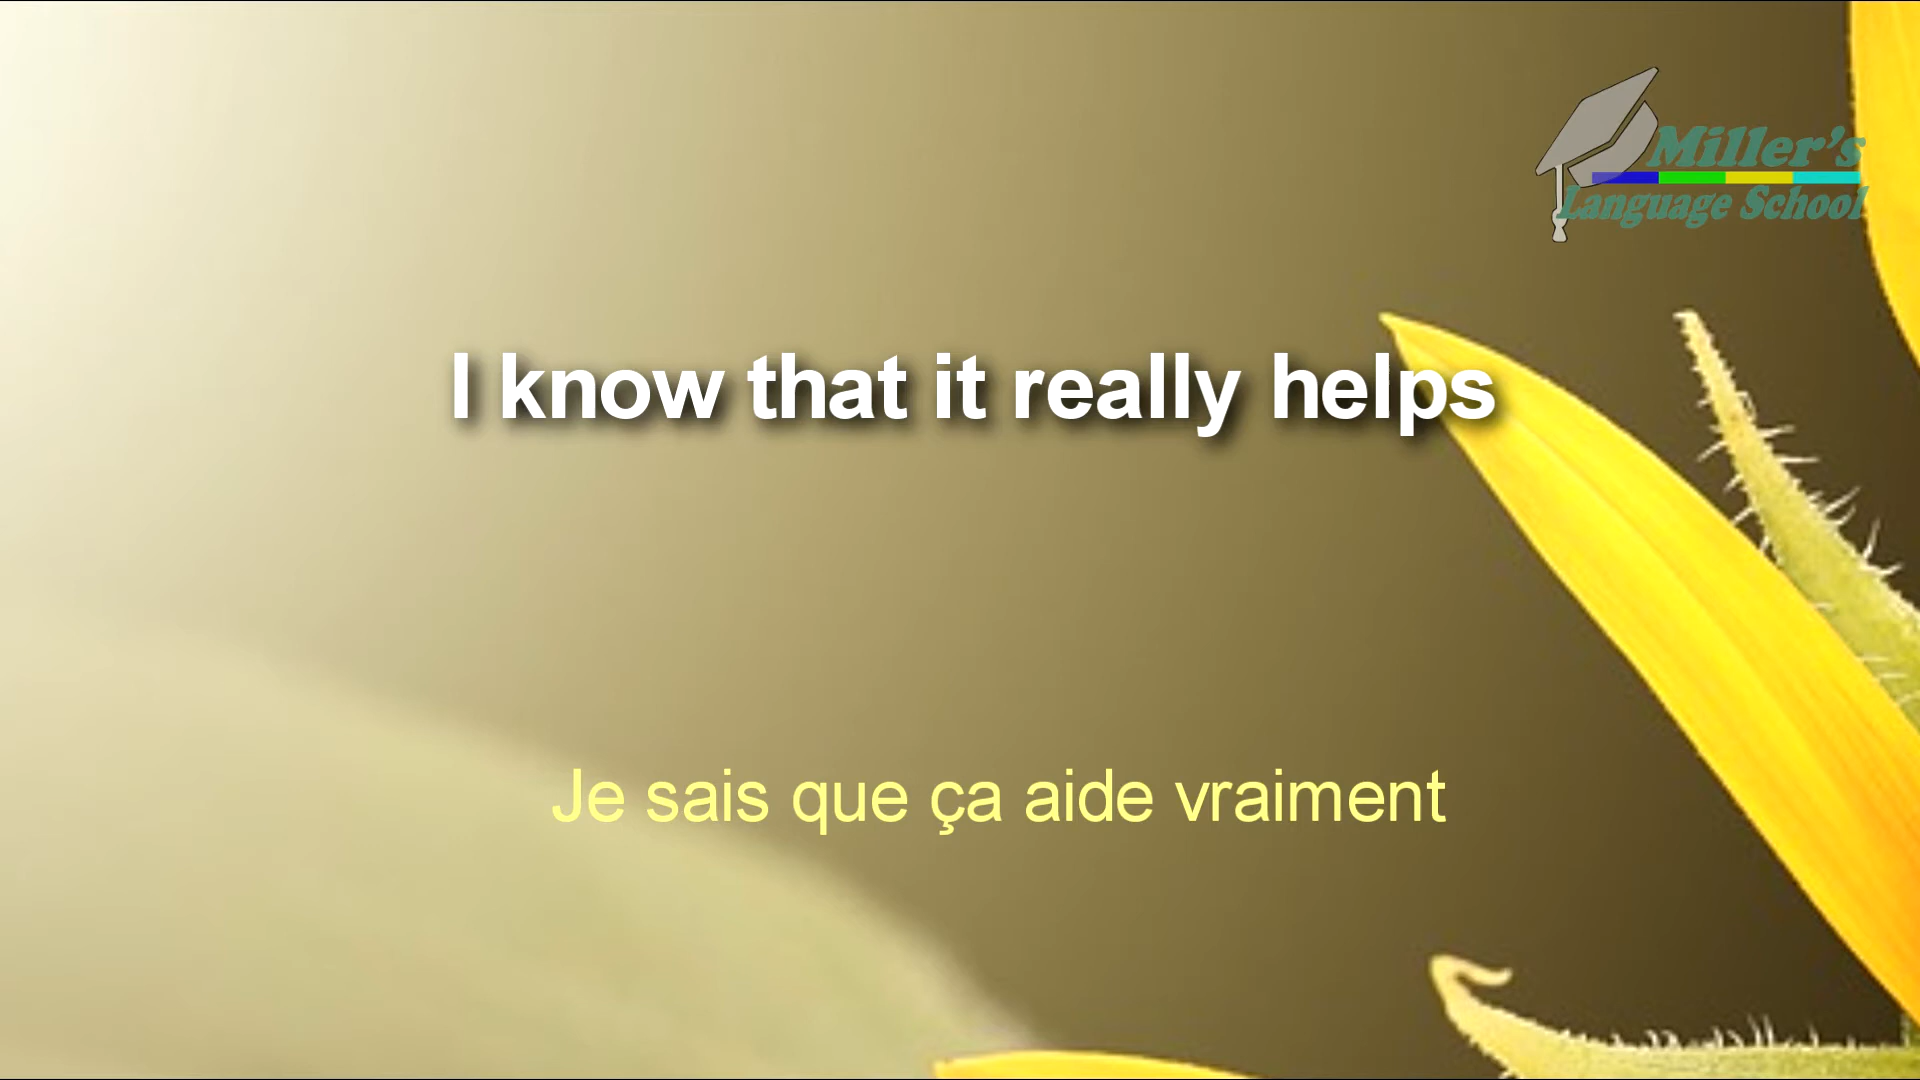 Miller's
Language School
I know that it really helps
Je sais que ça aide vraiment